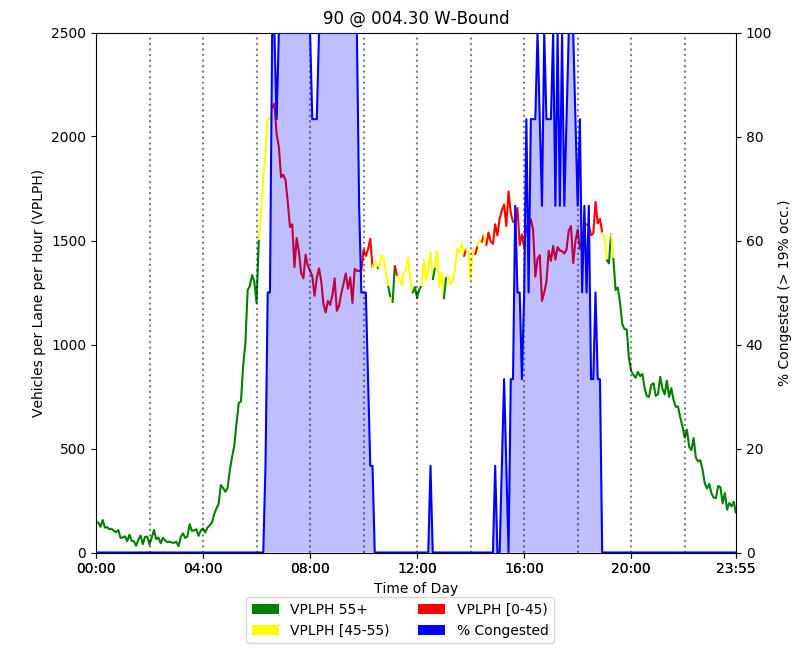 90 @ 004.30 W-Bound
2500
2000
1500
1000
500
0
Vehicles per Lane per Hour (VPLPH)
100
80
60
40
20
0
% Congested (> 19% occ.)
00:00 04:00 08:00 12:00 16:00 20:00 23:55
Time of Day
VPLPH 55+ VPLPH [0-45)
VPLPH [45-55) % Congested